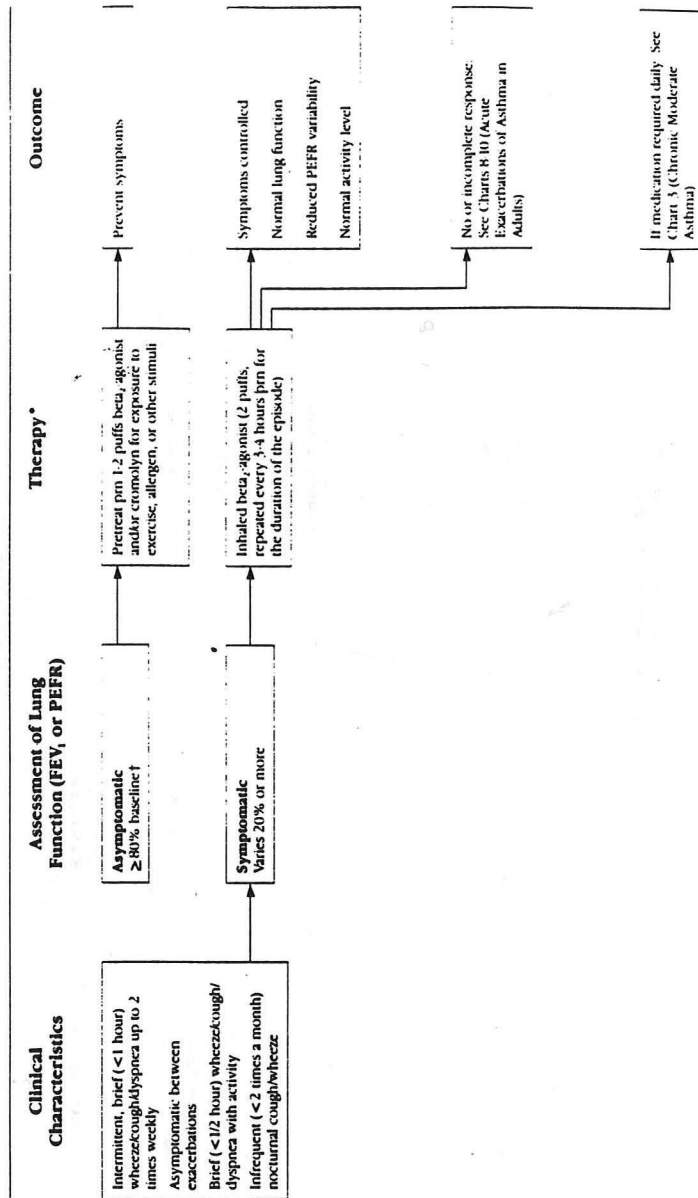 Clinical
Characteristics
Assessment of Lung
Function (FEV₁ or PEFR)
Therapy*
Outcome
Intermittent, brief (<1 hour)
wheeze/cough/dyspnea up to 2
times weekly
Asymptomatic between
exacerbations
Brief (<1/2 hour) wheeze/cough/
dyspnea with activity
Infrequent (<2 times a month)
nocturnal cough/wheeze
Asymptomatic
≥80% baseline†
Pretreat prn 1-2 puffs beta₂-agonist
and/or cromolyn for exposure to
exercise, allergen, or other stimuli
Prevent symptoms
Symptomatic
Varies 20% or more
Inhaled beta₂-agonist (2 puffs,
repeated every 3-4 hours prn for
the duration of the episode)
Symptoms controlled
Normal lung function
Reduced PEFR variability
Normal activity level
No or incomplete response:
See Charts 8-10 (Acute
Exacerbations of Asthma in
Adults)
If medication required daily See
Chart 3 (Chronic Moderate
Asthma)